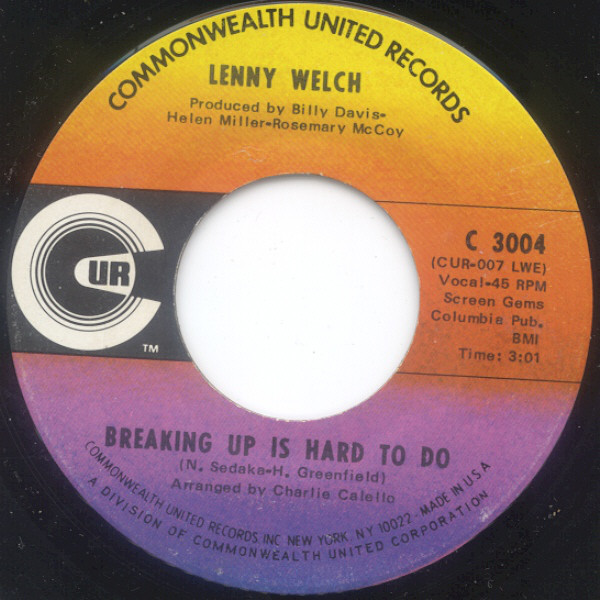 COMMONWEALTH UNITED RECORDS
LENNY WELCH
Produced by Billy Davis-
Helen Miller-Rosemary McCoy
CUR
TM
C 3004
(CUR-007 LWE)
Vocal-45 RPM
Screen Gems
Columbia Pub.
BMI
Time: 3:01
BREAKING UP IS HARD TO DO
(N. Sedaka-H. Greenfield)
Arranged by Charlie Calello
COMMONWEALTH UNITED RECORDS INC. NEW YORK, NY 10022 - MADE IN U.S.A
A DIVISION OF COMMONWEALTH UNITED CORPORATION